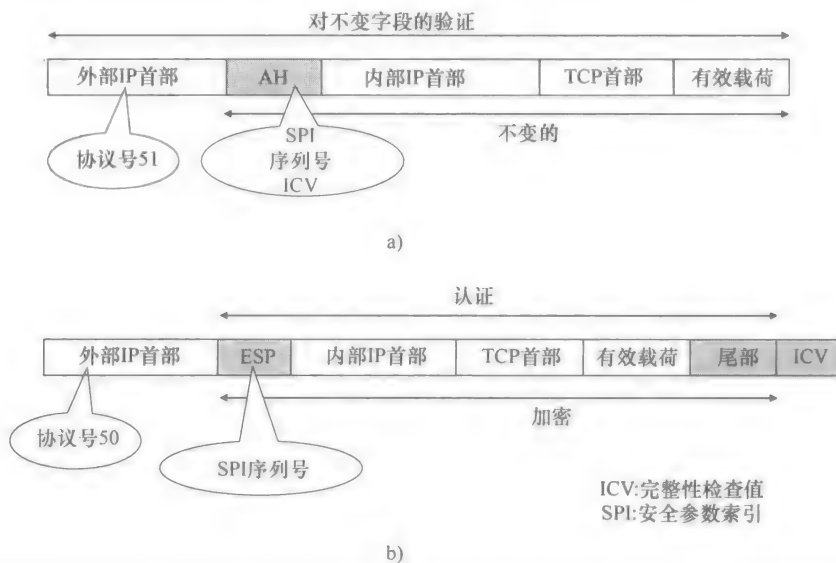 对不变字段的验证
外部IP首部 AH 内部IP首部 TCP首部 有效载荷
不变的
协议号51
SPI
序列号
ICV
a)
认证
外部IP首部 ESP 内部IP首部 TCP首部 有效载荷 尾部 ICV
加密
协议号50
SPI序列号
ICV:完整性检查值
SPI:安全参数索引
b)